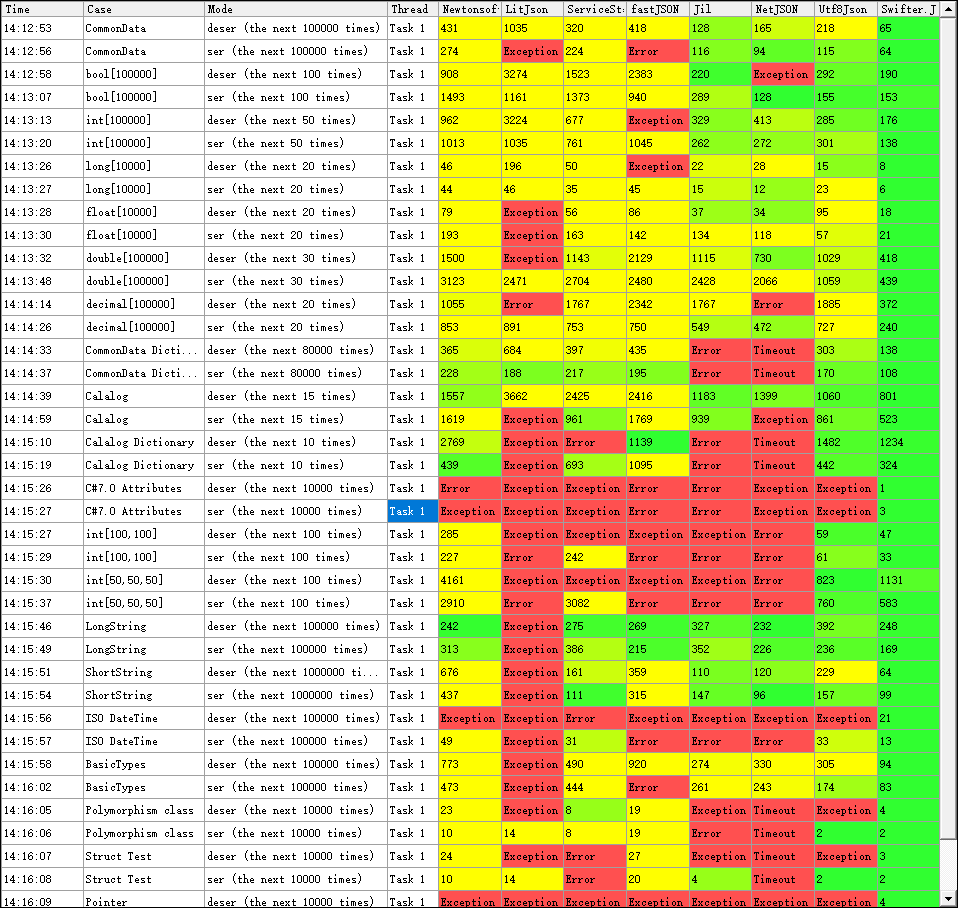 Time Case Mode Thread Newtonsof LitJson ServiceSt fastJSON Jil NetJSON Utf8Json Swifter.J
14:12:53 CommonData deser (the next 100000 times) Task 1 431 1035 320 418 128 165 218 65
14:12:56 CommonData ser (the next 100000 times) Task 1 274 Exception 224 Error 116 94 115 64
14:12:58 bool[100000] deser (the next 100 times) Task 1 908 3274 1523 2383 220 Exception 292 190
14:13:07 bool[100000] ser (the next 100 times) Task 1 1493 1161 1373 940 289 128 155 153
14:13:13 int[100000] deser (the next 50 times) Task 1 962 3224 677 Exception 329 413 285 176
14:13:20 int[100000] ser (the next 50 times) Task 1 1013 1035 761 1045 262 272 301 138
14:13:26 long[10000] deser (the next 20 times) Task 1 46 196 50 Exception 22 28 15 8
14:13:27 long[10000] ser (the next 20 times) Task 1 44 46 35 45 15 12 23 6
14:13:28 float[10000] deser (the next 20 times) Task 1 79 Exception 56 86 37 34 95 18
14:13:30 float[10000] ser (the next 20 times) Task 1 193 Exception 163 142 134 118 57 21
14:13:32 double[100000] deser (the next 30 times) Task 1 1500 Exception 1143 2129 1115 730 1029 418
14:13:48 double[100000] ser (the next 30 times) Task 1 3123 2471 2704 2480 2428 2066 1059 439
14:14:14 decimal[100000] deser (the next 20 times) Task 1 1055 Error 1767 2342 1767 Error 1885 372
14:14:26 decimal[100000] ser (the next 20 times) Task 1 853 891 753 750 549 472 727 240
14:14:33 CommonData Dicti... deser (the next 80000 times) Task 1 365 684 397 435 Error Timeout 303 138
14:14:37 CommonData Dicti... ser (the next 80000 times) Task 1 228 188 217 195 Error Timeout 170 108
14:14:39 Calalog deser (the next 15 times) Task 1 1557 3662 2425 2416 1183 1399 1060 801
14:14:59 Calalog ser (the next 15 times) Task 1 1619 Exception 961 1769 939 Exception 861 523
14:15:10 Calalog Dictionary deser (the next 10 times) Task 1 2769 Exception Error 1139 Error Timeout 1482 1234
14:15:19 Calalog Dictionary ser (the next 10 times) Task 1 439 Exception 693 1095 Error Timeout 442 324
14:15:26 C#7.0 Attributes deser (the next 10000 times) Task 1 Error Exception Exception Error Error Exception Exception 1
14:15:27 C#7.0 Attributes ser (the next 10000 times) Task 1 Exception Exception Exception Error Error Exception Exception 3
14:15:27 int[100,100] deser (the next 100 times) Task 1 285 Exception Exception Exception Exception Error 59 47
14:15:29 int[100,100] ser (the next 100 times) Task 1 227 Error 242 Error Error Error 61 33
14:15:30 int[50,50,50] deser (the next 100 times) Task 1 4161 Exception Exception Exception Exception Error 823 1131
14:15:37 int[50,50,50] ser (the next 100 times) Task 1 2910 Error 3082 Error Error Error 760 583
14:15:46 LongString deser (the next 100000 times) Task 1 242 Exception 275 269 327 232 392 248
14:15:49 LongString ser (the next 100000 times) Task 1 313 Exception 386 215 352 226 236 169
14:15:51 ShortString deser (the next 1000000 ti... Task 1 676 Exception 161 359 110 120 229 64
14:15:54 ShortString ser (the next 1000000 times) Task 1 437 Exception 111 315 147 96 157 99
14:15:56 ISO DateTime deser (the next 100000 times) Task 1 Exception Exception Error Exception Exception Exception Exception 21
14:15:57 ISO DateTime ser (the next 100000 times) Task 1 49 Exception 31 Error Error Error 33 13
14:15:58 BasicTypes deser (the next 100000 times) Task 1 773 Exception 490 920 274 330 305 94
14:16:02 BasicTypes ser (the next 100000 times) Task 1 473 Exception 444 Error 261 243 174 83
14:16:05 Polymorphism class deser (the next 10000 times) Task 1 23 Exception 8 19 Exception Timeout Exception 4
14:16:06 Polymorphism class ser (the next 10000 times) Task 1 10 14 8 19 Error Timeout 2 2
14:16:07 Struct Test deser (the next 10000 times) Task 1 24 Exception Error 27 Exception Timeout Exception 3
14:16:08 Struct Test ser (the next 10000 times) Task 1 10 14 Error 20 4 Timeout 2 2
14:16:09 Pointer deser (the next 10000 times) Task 1 Exception Exception Exception Exception Exception Exception Exception 4